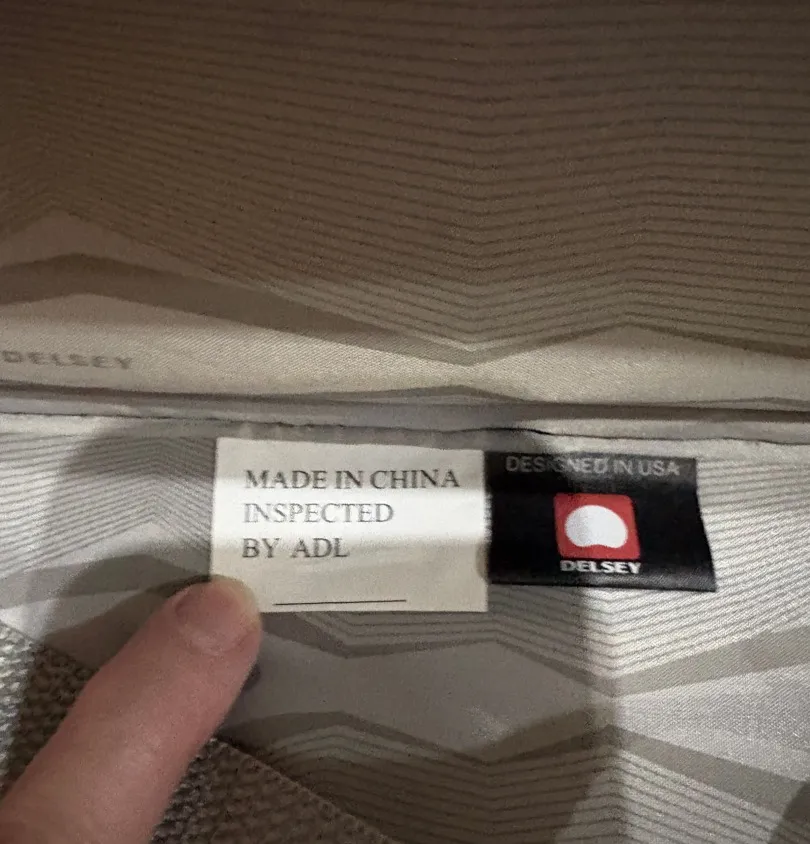 DELSEY
MADE IN CHINA
INSPECTED
BY ADL
DESIGNED IN USA
DELSEY